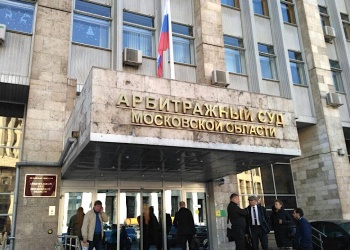 АРБИТРАЖНЫЙ СУД
МОСКОВСКОЙ ОБЛАСТИ